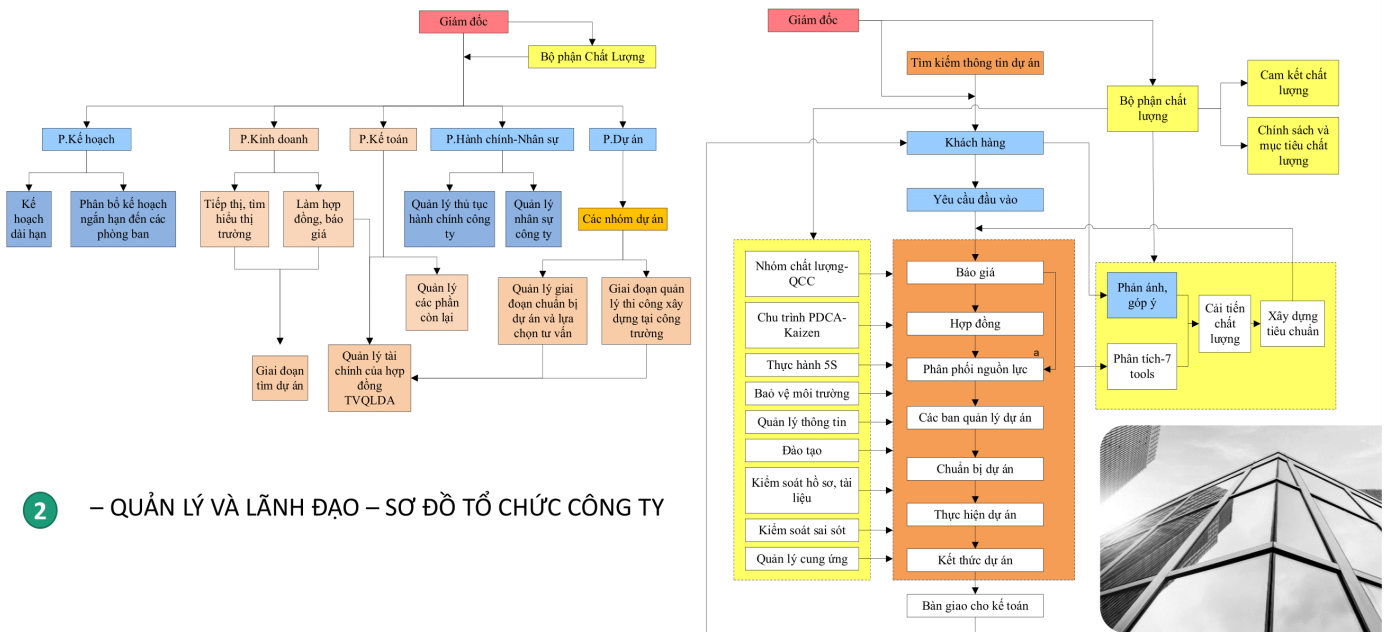 Giám đốc
Bộ phận Chất Lượng
P.Kế hoạch
P.Kinh doanh
P.Kế toán
P.Hành chính-Nhân sự
P.Dự án
Kế
hoạch
dài hạn
Phân bổ kế hoạch
ngắn hạn đến các
phòng ban
Tiếp thị, tìm
hiểu thị
trường
Làm hợp
đồng, báo
giá
Quản lý thủ tục
hành chính công
ty
Quản lý
nhân sự
công ty
Các nhóm dự án
Quản lý
các phần
còn lại
Quản lý giai
đoạn chuẩn bị
dự án và lựa
chọn tư vấn
Giai đoạn quản
lý thi công xây
dựng tại công
trường
Giai đoạn
tìm dự án
Quản lý tài
chính của hợp
đồng
TVQLDA
2
– QUẢN LÝ VÀ LÃNH ĐẠO – SƠ ĐỒ TỔ CHỨC CÔNG TY
Giám đốc
Tìm kiếm thông tin dự án
Bộ phận chất
lượng
Cam kết chất
lượng
Chính sách và
mục tiêu chất
lượng
Khách hàng
Yêu cầu đầu vào
Nhóm chất lượng-
QCC
Chu trình PDCA-
Kaizen
Thực hành 5S
Baỏ vệ môi trường
Quản lý thông tin
Đào tạo
Kiểm soát hồ sơ, tài
liệu
Kiểm soát sai sót
Quản lý cung ứng
Báo giá
Hợp đồng
a
Phân phối nguồn lực
Các ban quản lý dự án
Chuẩn bị dự án
Thực hiện dự án
Kết thúc dự án
Bàn giao cho kế toán
Phản ánh,
góp ý
Phân tích-7
tools
Cải tiến
chất
lượng
Xây dựng
tiêu chuẩn